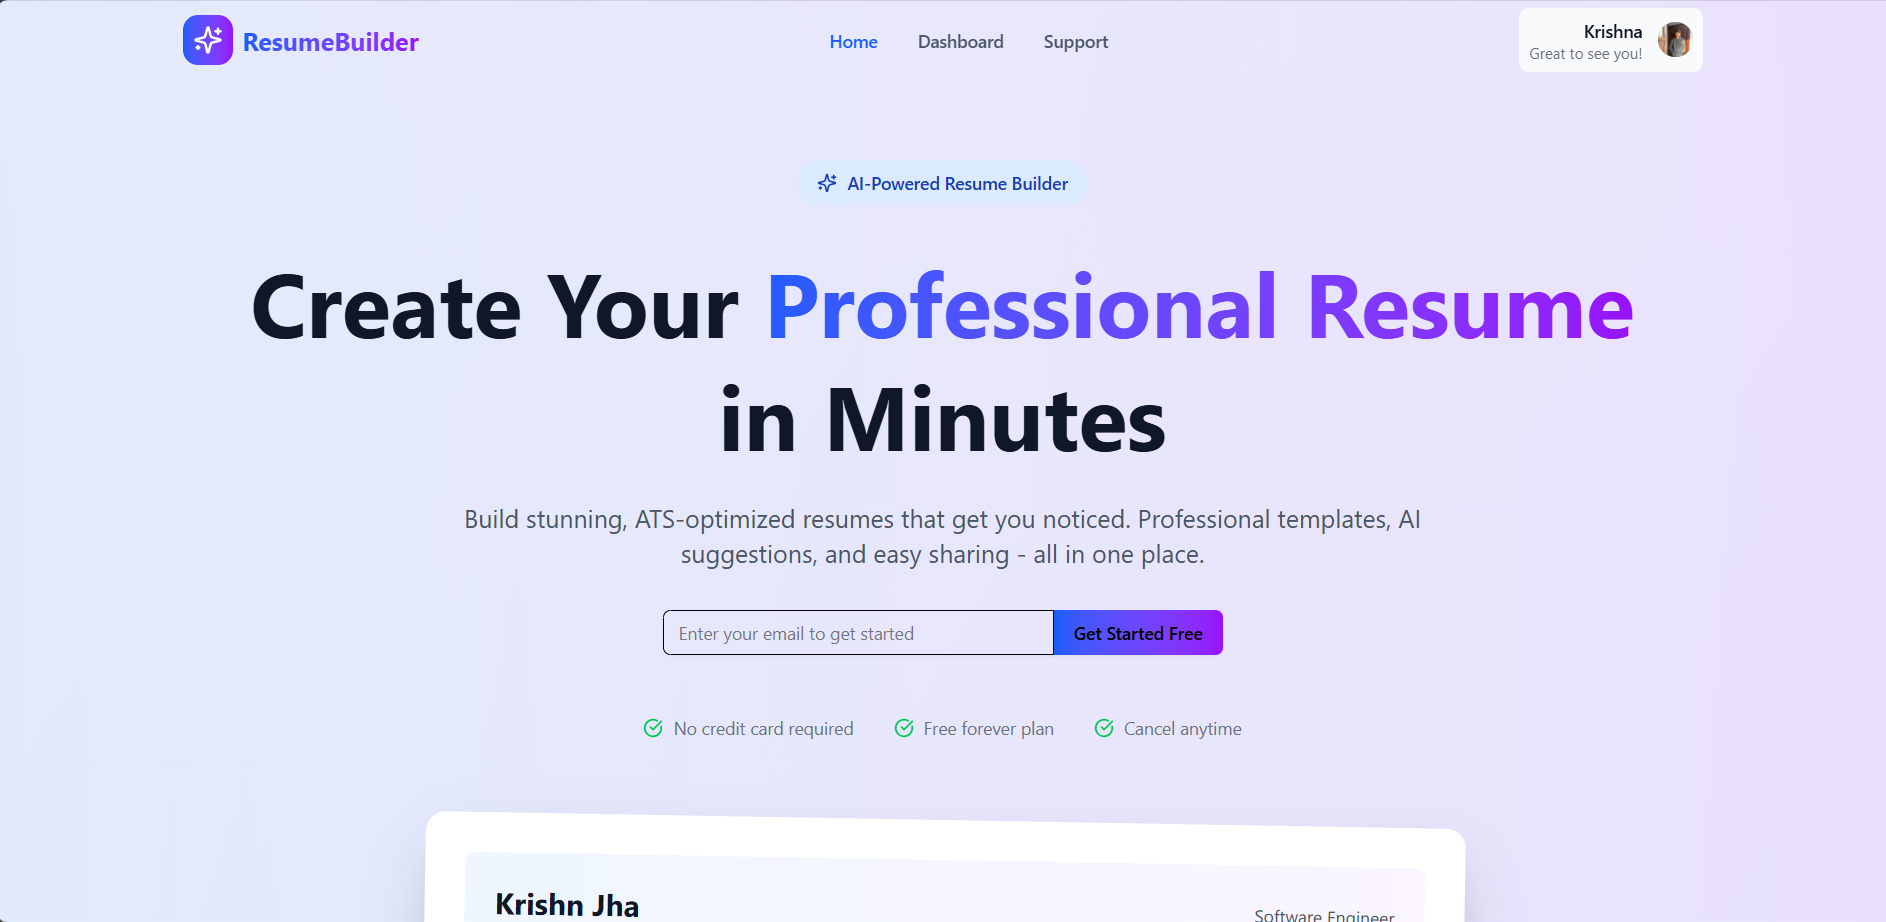 ResumeBuilder
Home
Dashboard
Support
Krishna
Great to see you!
AI-Powered Resume Builder
Create Your Professional Resume
in Minutes
Build stunning, ATS-optimized resumes that get you noticed. Professional templates, AI
suggestions, and easy sharing - all in one place.
Enter your email to get started
Get Started Free
No credit card required
Free forever plan
Cancel anytime
Krishn Jha
Software Engineer